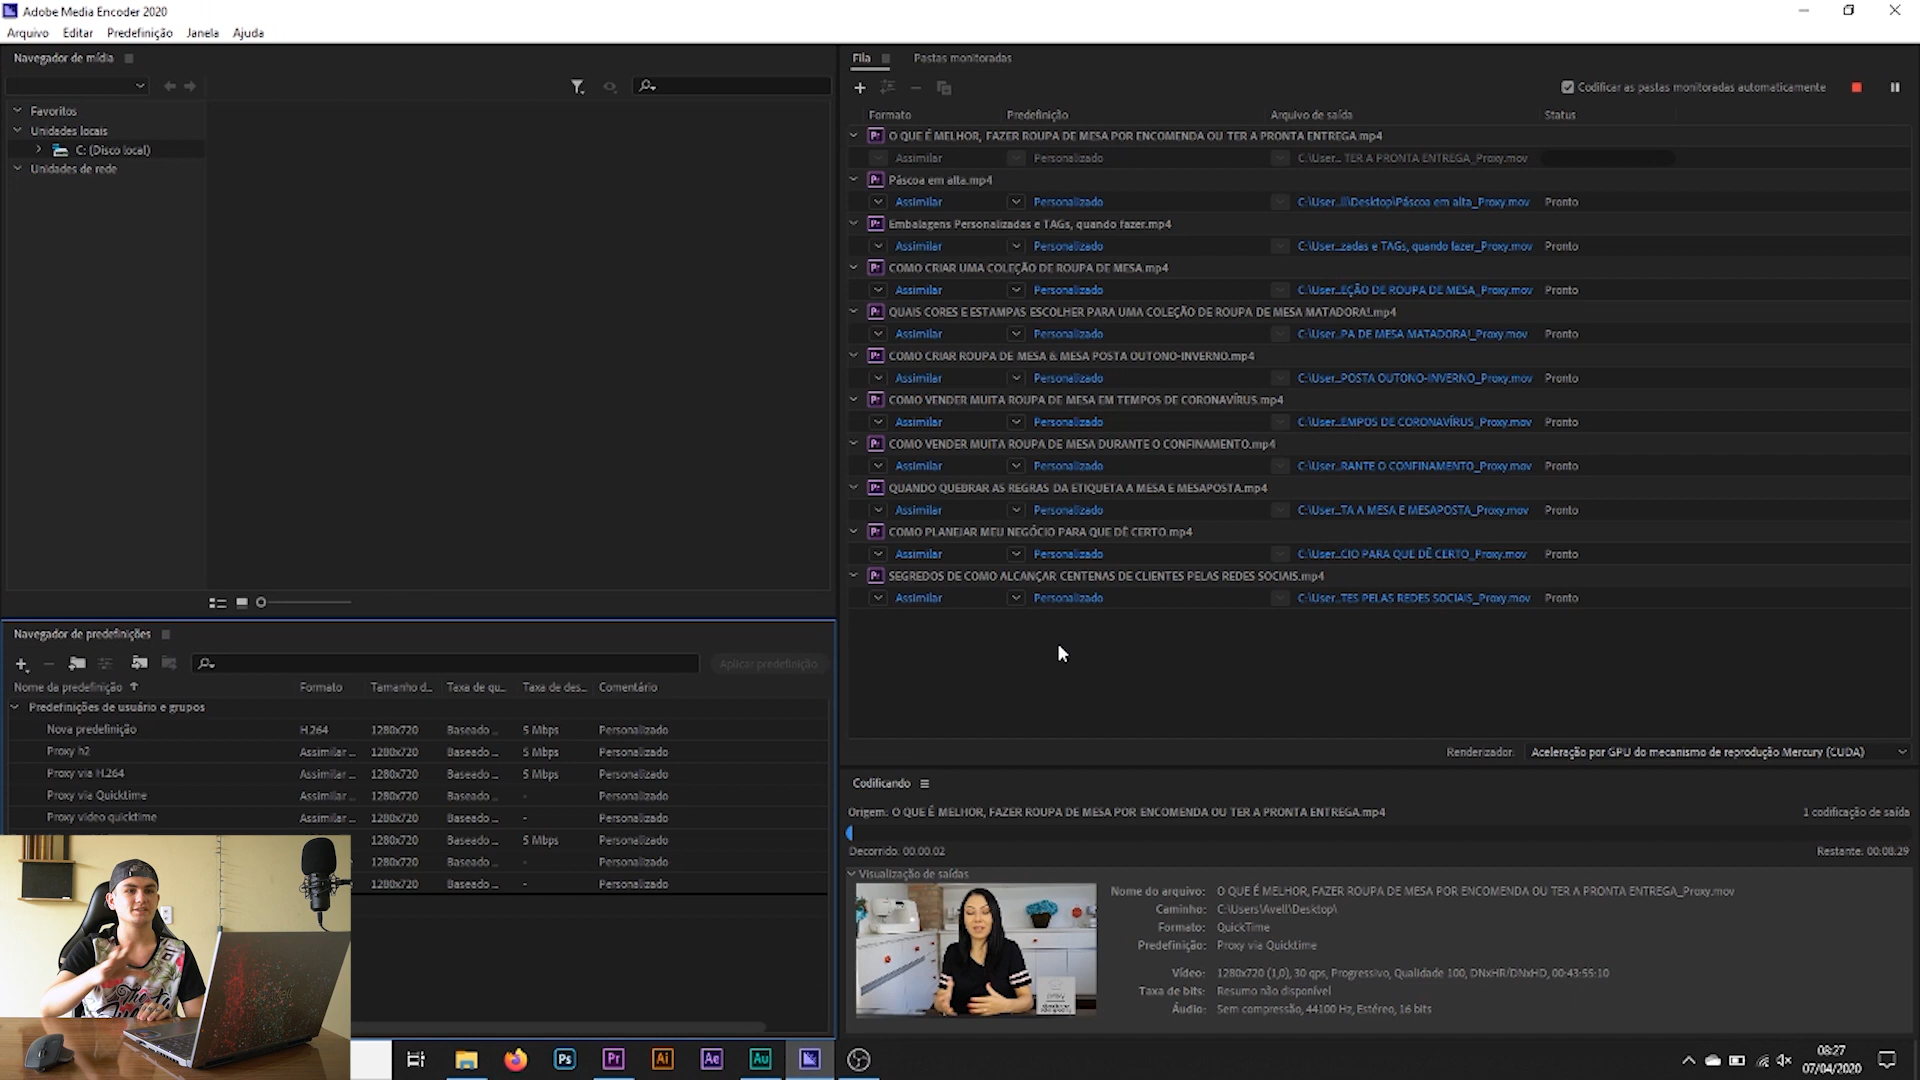 Adobe Media Encoder 2020
Arquivo Editar Predefinição Janela Ajuda
Navegador de mídia
Favoritos
Unidades locais
C: (Disco local)
Unidades de rede
Fila Pastas monitoradas
Codificar as pastas monitoradas automaticamente
Formato Predefinição Arquivo de saída Status
O QUE É MELHOR, FAZER ROUPA DE MESA POR ENCOMENDA OU TER A PRONTA ENTREGA.mp4
Assimilar Personalizado C:\User... TER A PRONTA ENTREGA_Proxy.mov
Páscoa em alta.mp4
Assimilar Personalizado C:\User...ll\Desktop\Páscoa em alta_Proxy.mov Pronto
Embalagens Personalizadas e TAGs, quando fazer.mp4
Assimilar Personalizado C:\User...zadas e TAGs, quando fazer_Proxy.mov Pronto
COMO CRIAR UMA COLEÇÃO DE ROUPA DE MESA.mp4
Assimilar Personalizado C:\User...EÇÃO DE ROUPA DE MESA_Proxy.mov Pronto
QUAIS CORES E ESTAMPAS ESCOLHER PARA UMA COLEÇÃO DE ROUPA DE MESA MATADORA!.mp4
Assimilar Personalizado C:\User...PA DE MESA MATADORA!_Proxy.mov Pronto
COMO CRIAR ROUPA DE MESA & MESA POSTA OUTONO-INVERNO.mp4
Assimilar Personalizado C:\User...POSTA OUTONO-INVERNO_Proxy.mov Pronto
COMO VENDER MUITA ROUPA DE MESA EM TEMPOS DE CORONAVÍRUS.mp4
Assimilar Personalizado C:\User...EMPOS DE CORONAVÍRUS_Proxy.mov Pronto
COMO VENDER MUITA ROUPA DE MESA DURANTE O CONFINAMENTO.mp4
Assimilar Personalizado C:\User...RANTE O CONFINAMENTO_Proxy.mov Pronto
QUANDO QUEBRAR AS REGRAS DA ETIQUETA A MESA E MESAPOSTA.mp4
Assimilar Personalizado C:\User...TA A MESA E MESAPOSTA_Proxy.mov Pronto
COMO PLANEJAR MEU NEGÓCIO PARA QUE DÊ CERTO.mp4
Assimilar Personalizado C:\User...CIO PARA QUE DÊ CERTO_Proxy.mov Pronto
SEGREDOS DE COMO ALCANÇAR CENTENAS DE CLIENTES PELAS REDES SOCIAIS.mp4
Assimilar Personalizado C:\User...TES PELAS REDES SOCIAIS_Proxy.mov Pronto
Renderizador: Aceleração por GPU do mecanismo de reprodução Mercury (CUDA)
Navegador de predefinições
Aplicar predefinição
Nome da predefinição Formato Tamanho d... Taxa de qu... Taxa de des... Comentário
Predefinições de usuário e grupos
Nova predefinição H.264 1280x720 Baseado ... 5 Mbps Personalizado
Proxy h2 Assimilar ... 1280x720 Baseado ... 5 Mbps Personalizado
Proxy via H.264 Assimilar ... 1280x720 Baseado ... 5 Mbps Personalizado
Proxy via Quicktime Assimilar ... 1280x720 Baseado ... - Personalizado
Proxy vídeo quicktime Assimilar ... 1280x720 Baseado ... - Personalizado
1280x720 Baseado ... 5 Mbps Personalizado
1280x720 Baseado ... - Personalizado
1280x720 Baseado ... - Personalizado
Codificando
Origem: O QUE É MELHOR, FAZER ROUPA DE MESA POR ENCOMENDA OU TER A PRONTA ENTREGA.mp4 1 codificação de saída
Decorrido: 00:00:02 Restante: 00:08:29
Visualização de saídas
Nome do arquivo: O QUE É MELHOR, FAZER ROUPA DE MESA POR ENCOMENDA OU TER A PRONTA ENTREGA_Proxy.mov
Caminho: C:\Users\Avell\Desktop\
Formato: QuickTime
Predefinição: Proxy via Quicktime
Vídeo: 1280x720 (1,0), 30 qps, Progressivo, Qualidade 100, DNxHR/DNxHD, 00:43:55:10
Taxa de bits: Resumo não disponível
Áudio: Sem compressão, 44100 Hz, Estéreo, 16 bits
Ps Pr Ai Ae Au
08:27
07/04/2020